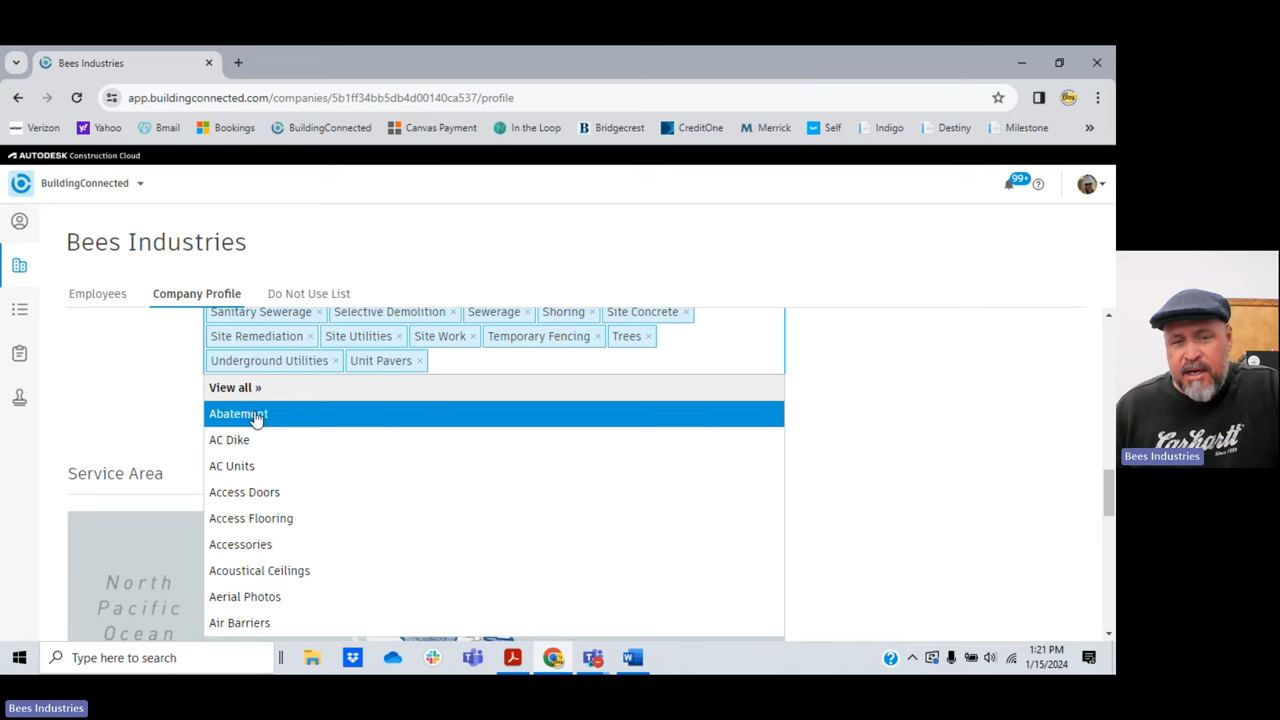 Bees Industries
app.buildingconnected.com/companies/5b1ff34bb5db4d00140ca537/profile
Verizon Yahoo Bmail Bookings BuildingConnected Canvas Payment In the Loop B Bridgecrest CreditOne M Merrick Self Indigo Destiny Milestone »
AUTODESK Construction Cloud
BuildingConnected 99+
Bees Industries
Employees Company Profile Do Not Use List
Sanitary Sewerage × Selective Demolition × Sewerage × Shoring × Site Concrete ×
Site Remediation × Site Utilities × Site Work × Temporary Fencing × Trees ×
Underground Utilities × Unit Pavers ×
View all »
Abatement
AC Dike
AC Units
Service Area
Access Doors
Access Flooring
Accessories
Acoustical Ceilings
Aerial Photos
Air Barriers
North
Pacific
Ocean
Carhartt
Bees Industries
Type here to search
1:21 PM
1/15/2024
Bees Industries